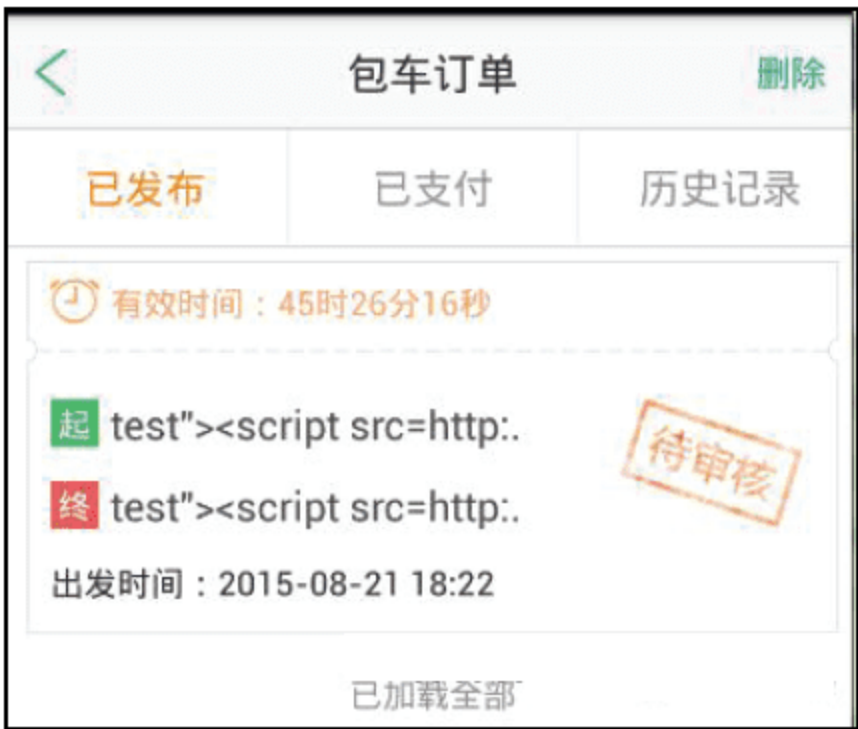 包车订单 删除
已发布 已支付 历史记录
有效时间：45时26分16秒
起 test"><script src=http:.
待审核
终 test"><script src=http:.
出发时间：2015-08-21 18:22
已加载全部